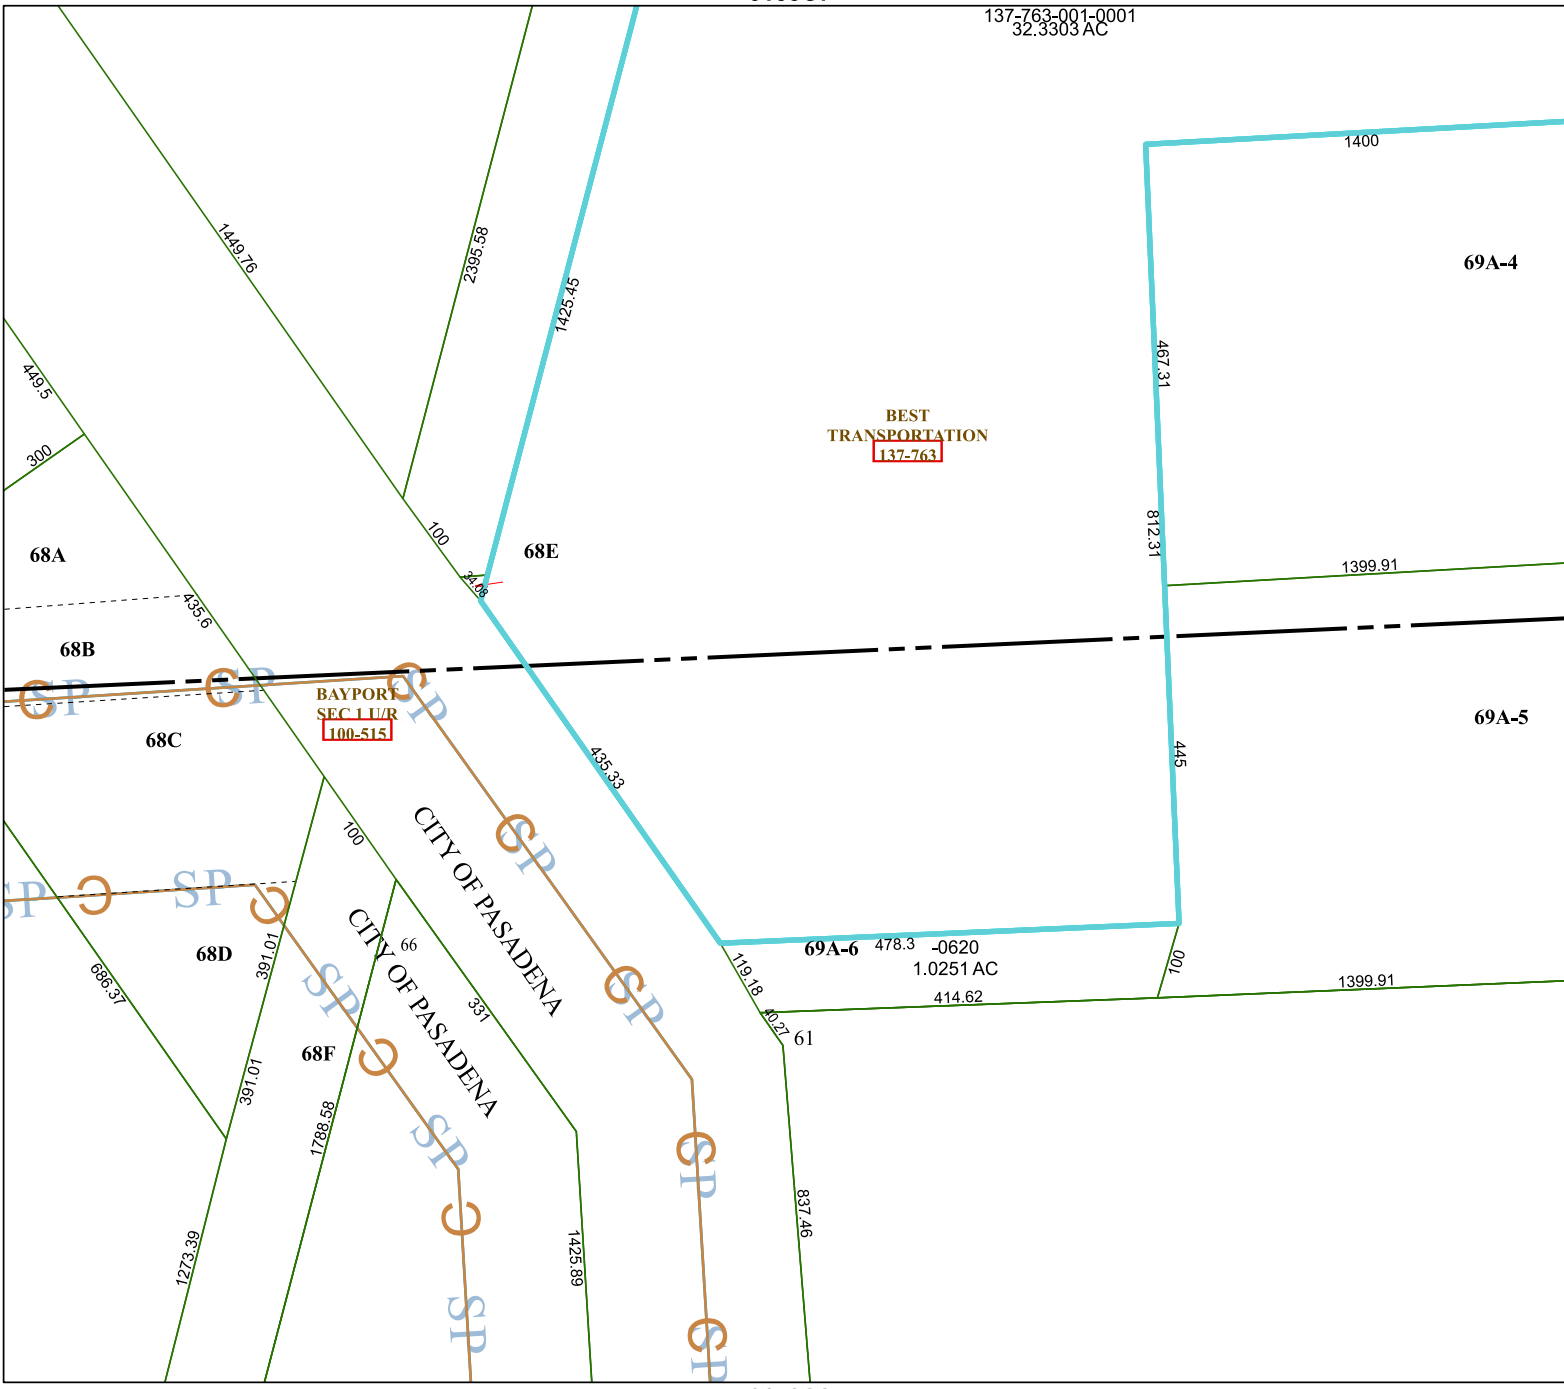 137-763-001-0001
32.3303 AC
1400
1449.76
2395.58
1425.45
69A-4
449.5
467.31
BEST
TRANSPORTATION
137-763
300
100
812.31
68A
68E
1399.91
34.08
435.6
68B
SP
SP
SP
BAYPORT
SEC 1 U/R
100-515
69A-5
68C
445
435.33
100
CITY OF PASADENA
SP
SP
SP
CITY OF PASADENA
66
69A-6
478.3
-0620
1.0251 AC
68D
391.01
119.18
100
686.37
SP
SP
331
414.62
1399.91
40.27
61
68F
391.01
1788.58
SP
SP
837.46
1273.39
1425.89
SP
SP